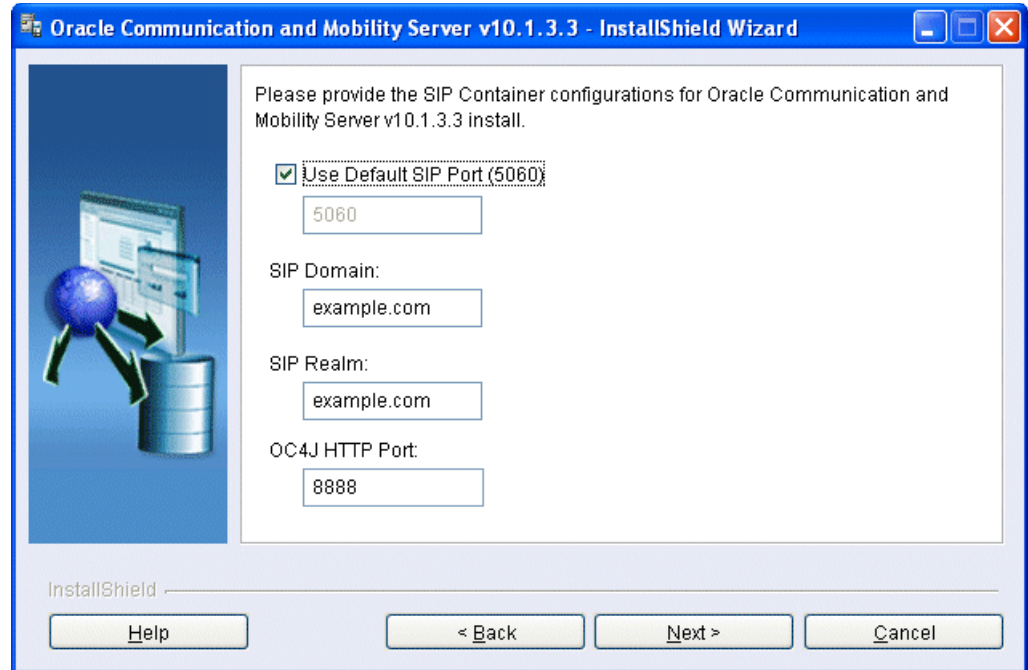 Oracle Communication and Mobility Server v10.1.3.3 - InstallShield Wizard
Please provide the SIP Container configurations for Oracle Communication and
Mobility Server v10.1.3.3 install.
Use Default SIP Port (5060)
5060
SIP Domain:
example.com
SIP Realm:
example.com
OC4J HTTP Port:
8888
InstallShield
Help
< Back
Next >
Cancel